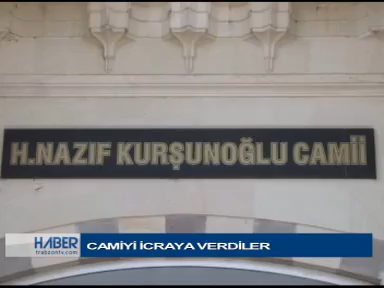 H.NAZIF KURŞUNOĞLU CAMİİ
HABER
trabzontv.com
CAMİYİ İCRAYA VERDİLER